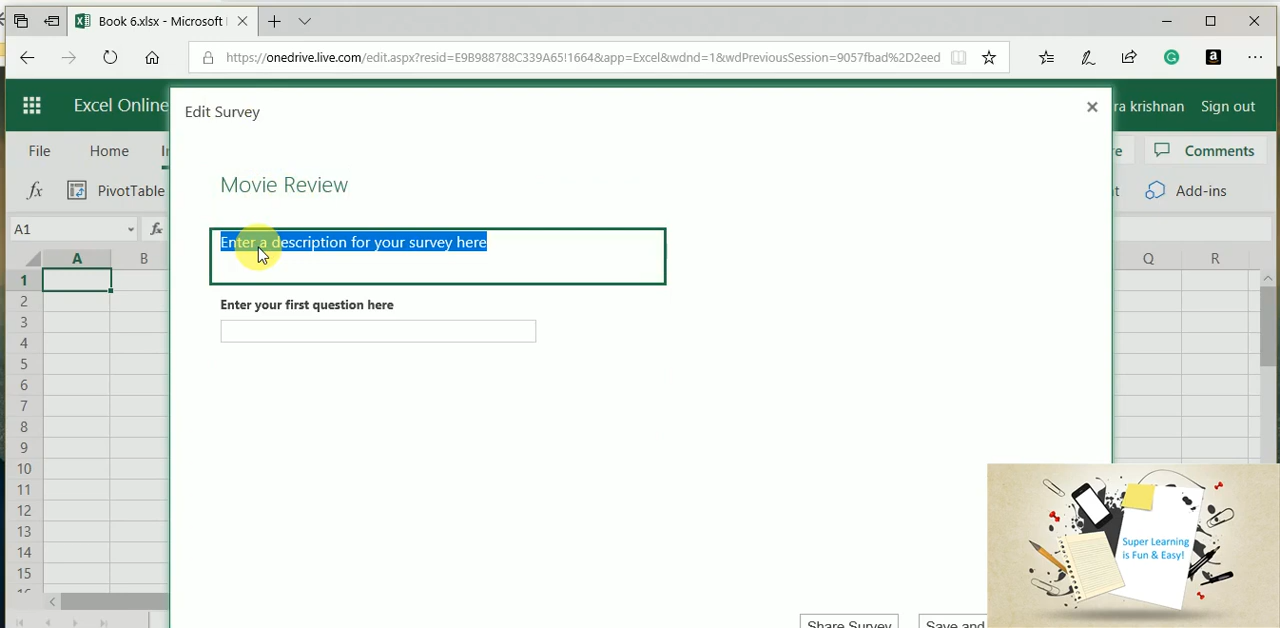 Book 6.xlsx - Microsoft
https://onedrive.live.com/edit.aspx?resid=E9B988788C339A65!1664&app=Excel&wdnd=1&wdPreviousSession=9057fbad%2D2eed
Excel Online
Edit Survey
ra krishnan
Sign out
File
Home
Comments
fx
PivotTable
Add-ins
Movie Review
A1
fx
Enter a description for your survey here
A
B
Q
R
Enter your first question here
1
2
3
4
5
6
7
8
9
10
11
12
13
14
15
Super Learning
is Fun & Easy!
Share Survey
Save and